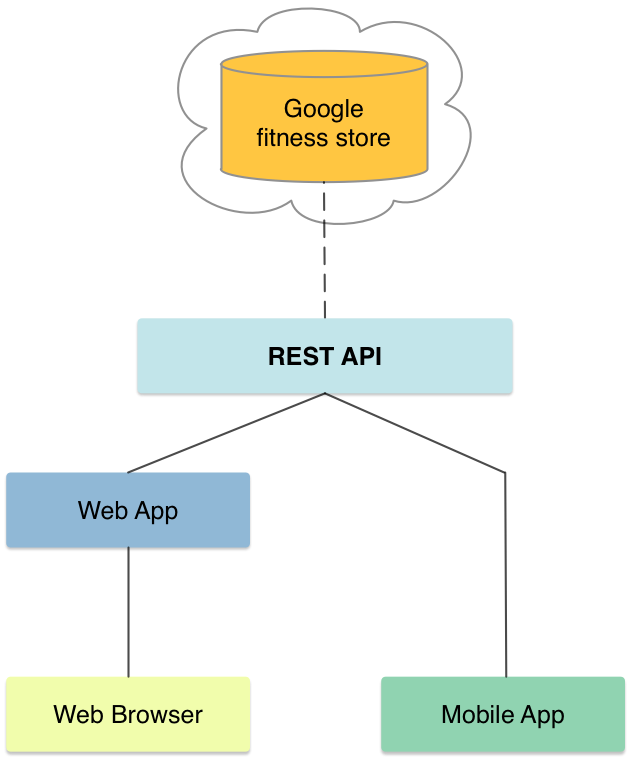 Google
fitness store
REST API
Web App
Web Browser
Mobile App